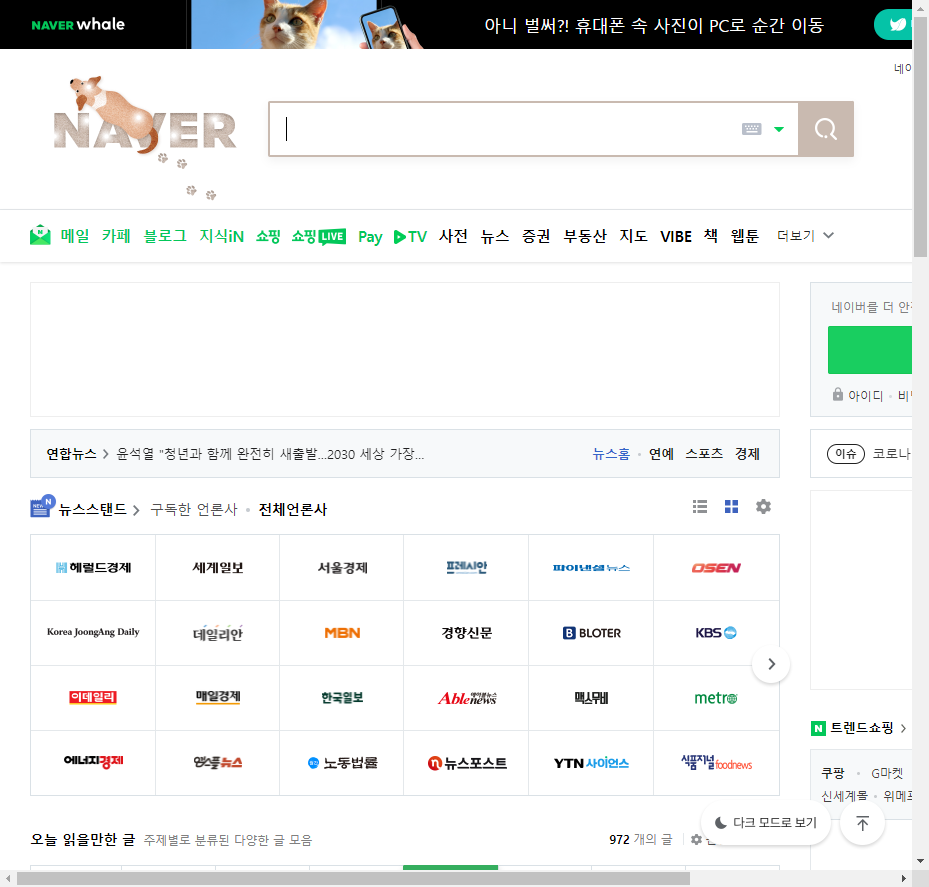 NAVER whale
아니 벌써?! 휴대폰 속 사진이 PC로 순간 이동
네이
NAVER
메일 카페 블로그 지식iN 쇼핑 쇼핑LIVE Pay TV 사전 뉴스 증권 부동산 지도 VIBE 책 웹툰 더보기
네이버를 더 안
아이디 · 비
연합뉴스 > 윤석열 "청년과 함께 완전히 새출발…2030 세상 가장...
뉴스홈 · 연예 스포츠 경제
이슈 코로나
NEW N 뉴스스탠드 > 구독한 언론사 · 전체언론사
헤럴드경제 세계일보 서울경제 프레시안 파이낸셜뉴스 OSEN
Korea JoongAng Daily 데일리안 MBN 경향신문 B BLOTER KBS
이데일리 매일경제 한국일보 Ablenews 에이블뉴스 맥스무비 metro
에너지경제 앱스토리 뉴스 노동법률 뉴스포스트 YTN 사이언스 식품저널 foodnews
N 트렌드쇼핑 >
쿠팡 · G마켓
신세계몰 · 위메프
다크 모드로 보기
오늘 읽을만한 글 주제별로 분류된 다양한 글 모음
972 개의 글